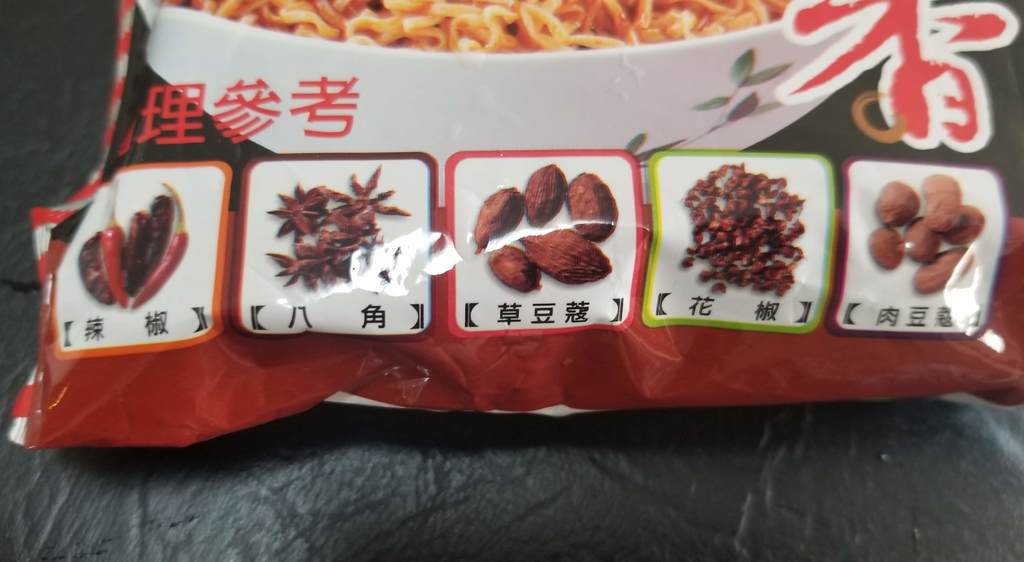 香
理參考
【辣 椒】
【八 角】
【草豆蔻】
【花 椒】
【肉豆蔻】